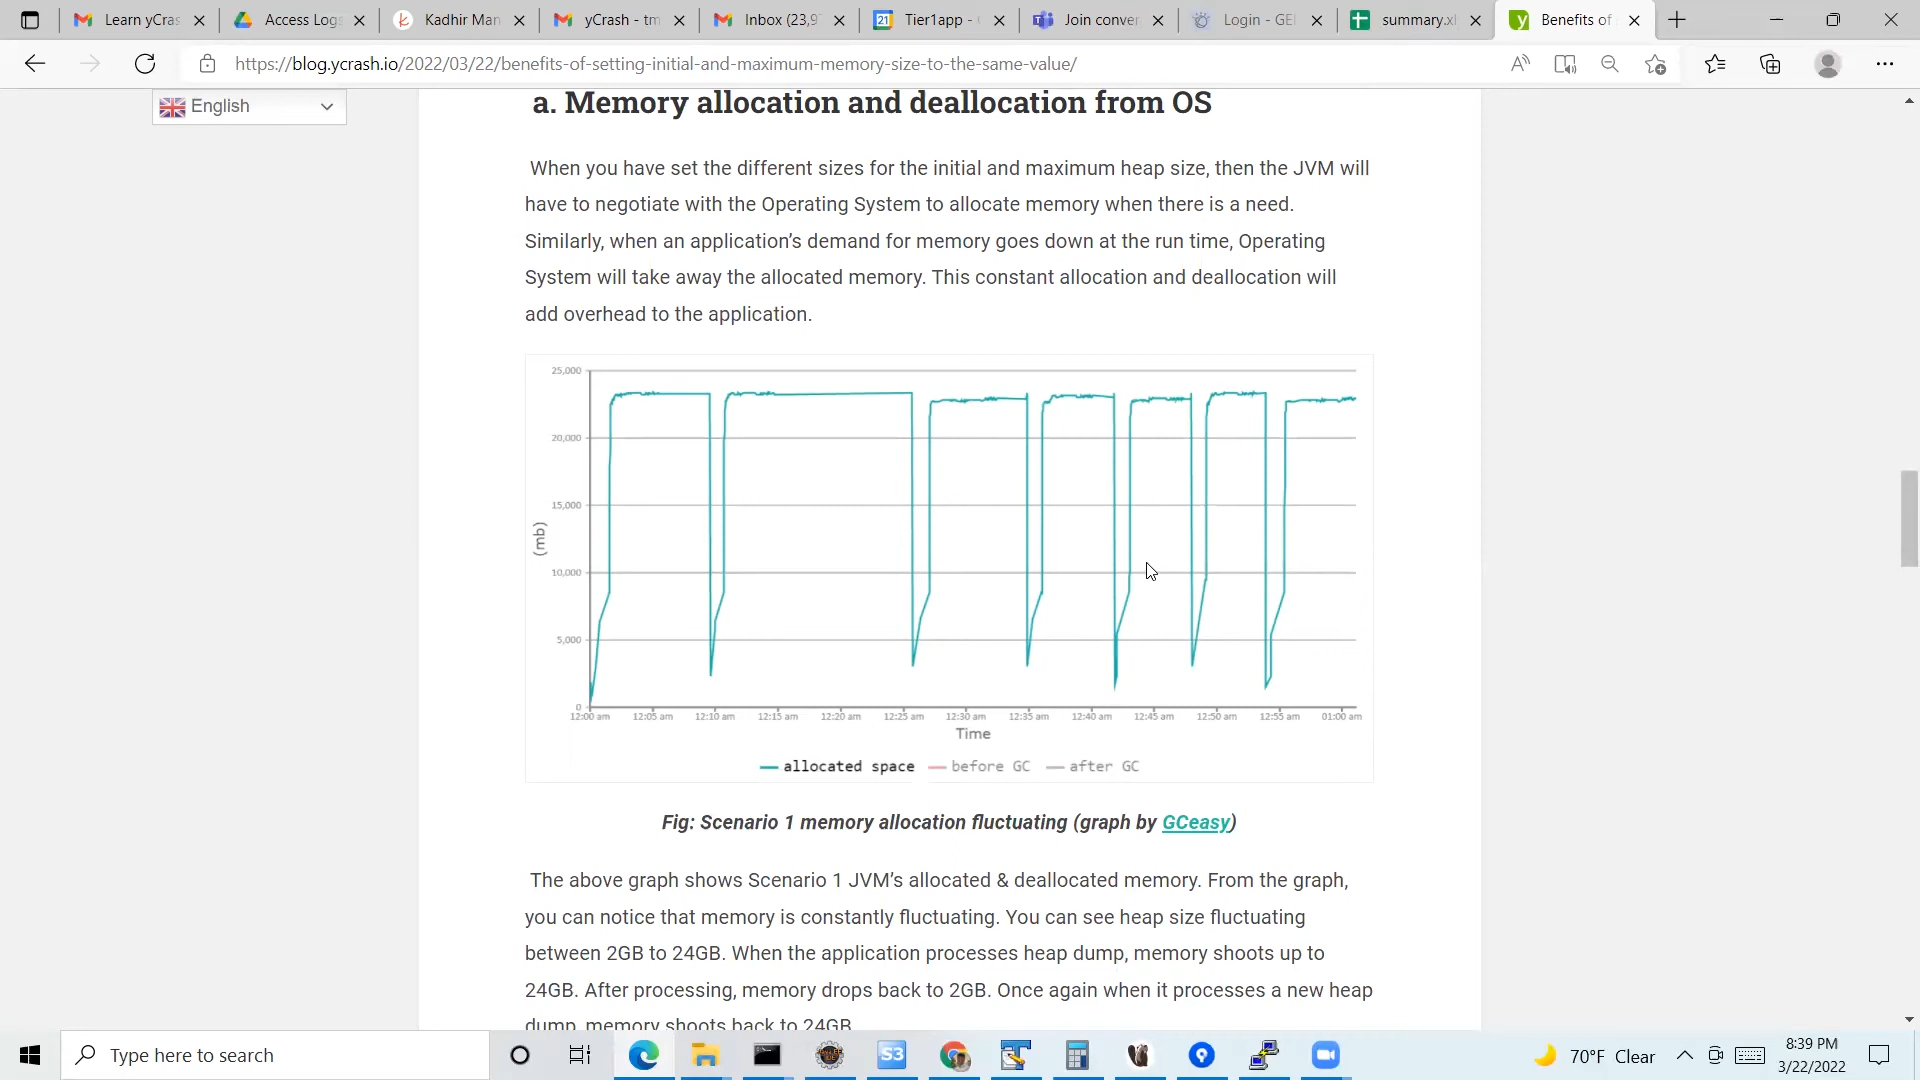 Learn yCras
Access Log
Kadhir Man
yCrash - tm
Inbox (23,9
21
Tier1app -
Join conver
Login - GE
summary.xl
Benefits of
https://blog.ycrash.io/2022/03/22/benefits-of-setting-initial-and-maximum-memory-size-to-the-same-value/
English
a. Memory allocation and deallocation from OS
When you have set the different sizes for the initial and maximum heap size, then the JVM will
have to negotiate with the Operating System to allocate memory when there is a need.
Similarly, when an application's demand for memory goes down at the run time, Operating
System will take away the allocated memory. This constant allocation and deallocation will
add overhead to the application.
25,000
20,000
15,000
10,000
5,000
0
(mb)
12:00 am 12:05 am 12:10 am 12:15 am 12:20 am 12:25 am 12:30 am 12:35 am 12:40 am 12:45 am 12:50 am 12:55 am 01:00 am
Time
allocated space before GC after GC
Fig: Scenario 1 memory allocation fluctuating (graph by GCeasy)
The above graph shows Scenario 1 JVM's allocated & deallocated memory. From the graph,
you can notice that memory is constantly fluctuating. You can see heap size fluctuating
between 2GB to 24GB. When the application processes heap dump, memory shoots up to
24GB. After processing, memory drops back to 2GB. Once again when it processes a new heap
dump, memory shoots back to 24GB.
Type here to search
S3
70°F Clear
8:39 PM
3/22/2022